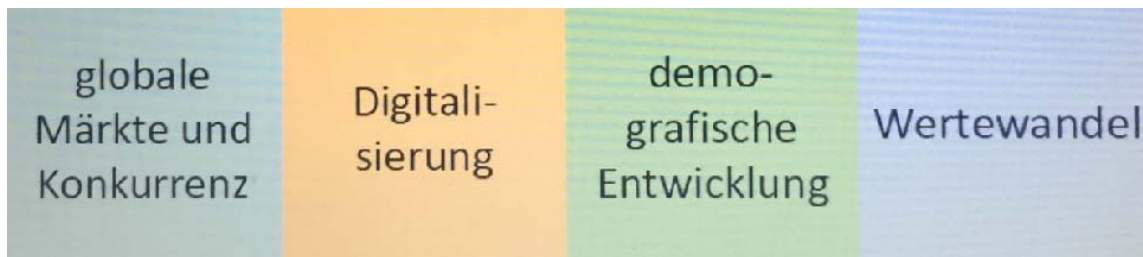 globale
Märkte und
Konkurrenz
Digitali-
sierung
demo-
grafische
Entwicklung
Wertewandel